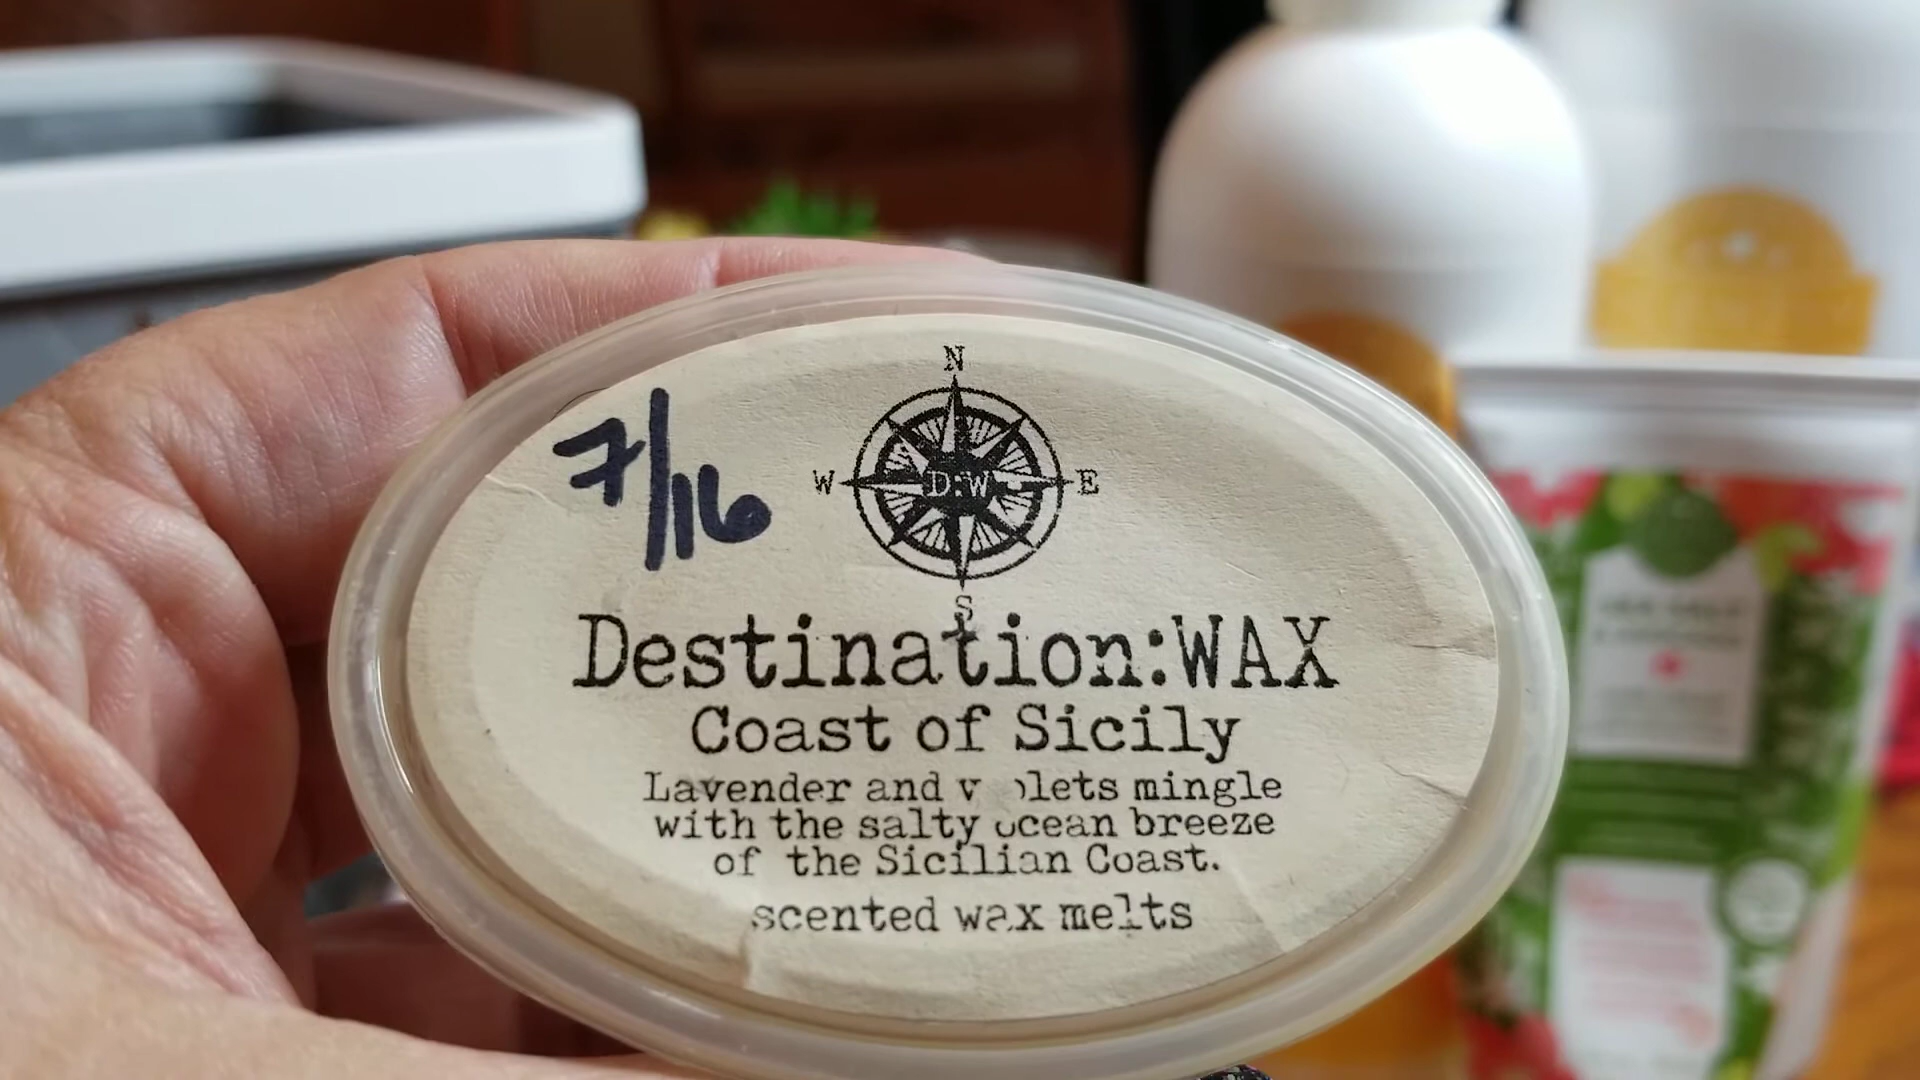 N
7/16
W D:W E
S
Destination:WAX
Coast of Sicily
Lavender and v olets mingle
with the salty ocean breeze
of the Sicilian Coast.
scented wax melts